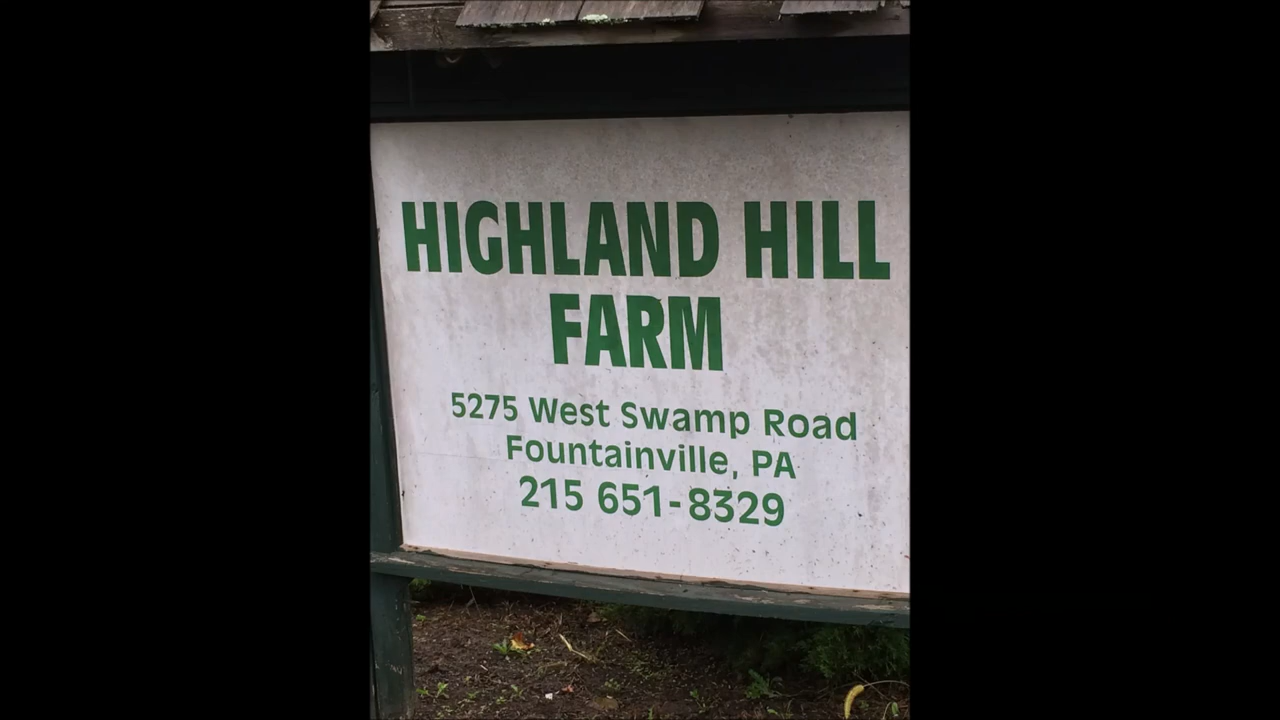 HIGHLAND HILL
FARM
5275 West Swamp Road
Fountainville, PA
215 651-8329